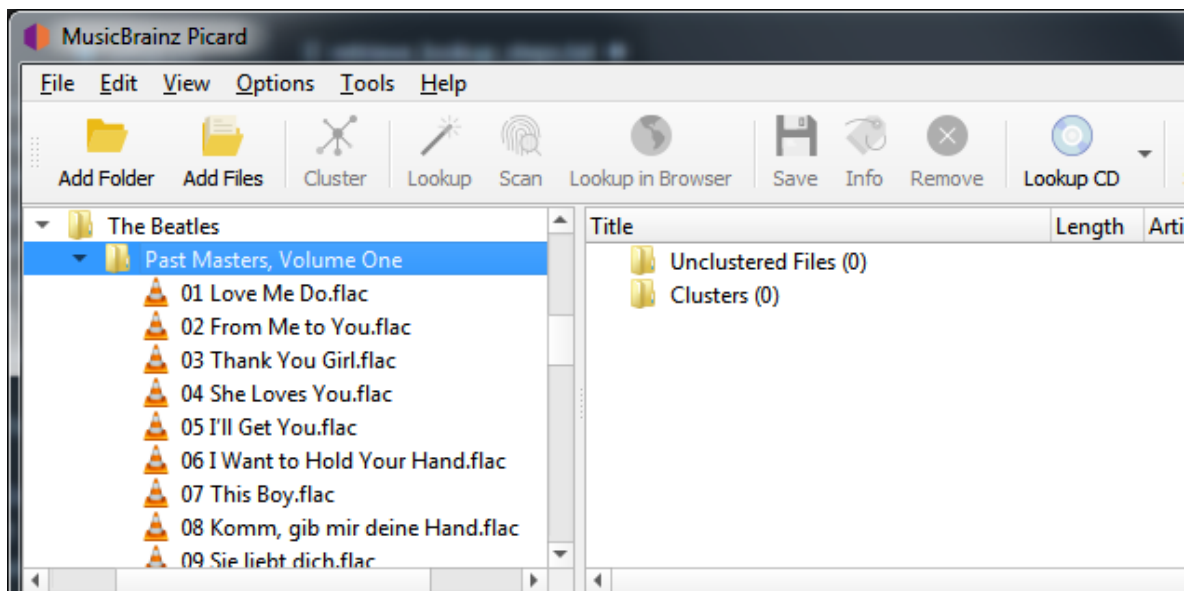 MusicBrainz Picard
File Edit View Options Tools Help
Add Folder Add Files Cluster Lookup Scan Lookup in Browser Save Info Remove Lookup CD
The Beatles
Past Masters, Volume One
01 Love Me Do.flac
02 From Me to You.flac
03 Thank You Girl.flac
04 She Loves You.flac
05 I'll Get You.flac
06 I Want to Hold Your Hand.flac
07 This Boy.flac
08 Komm, gib mir deine Hand.flac
09 Sie liebt dich.flac
Title Length Arti
Unclustered Files (0)
Clusters (0)